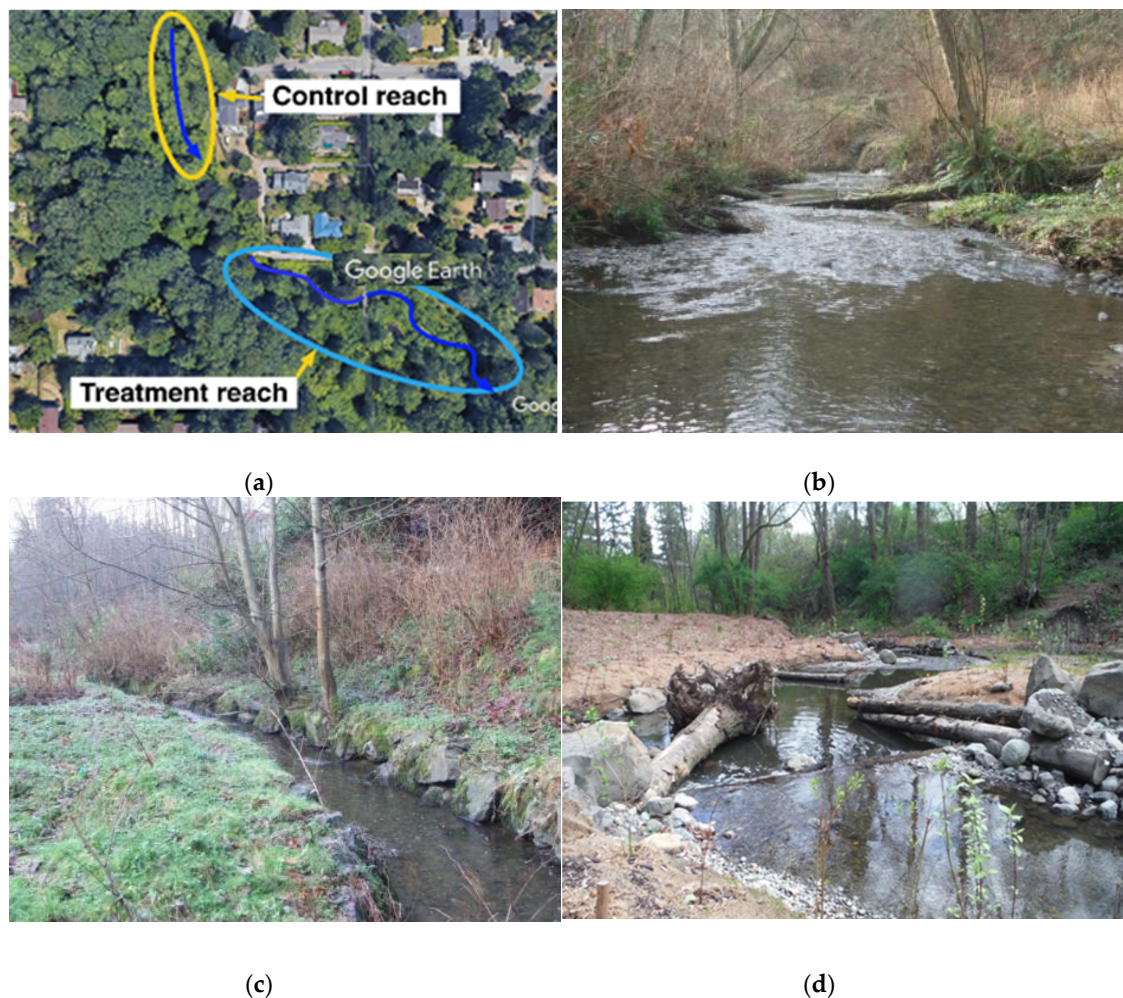 Control reach
Google Earth
Treatment reach
Goog
(a)
(b)
(c)
(d)